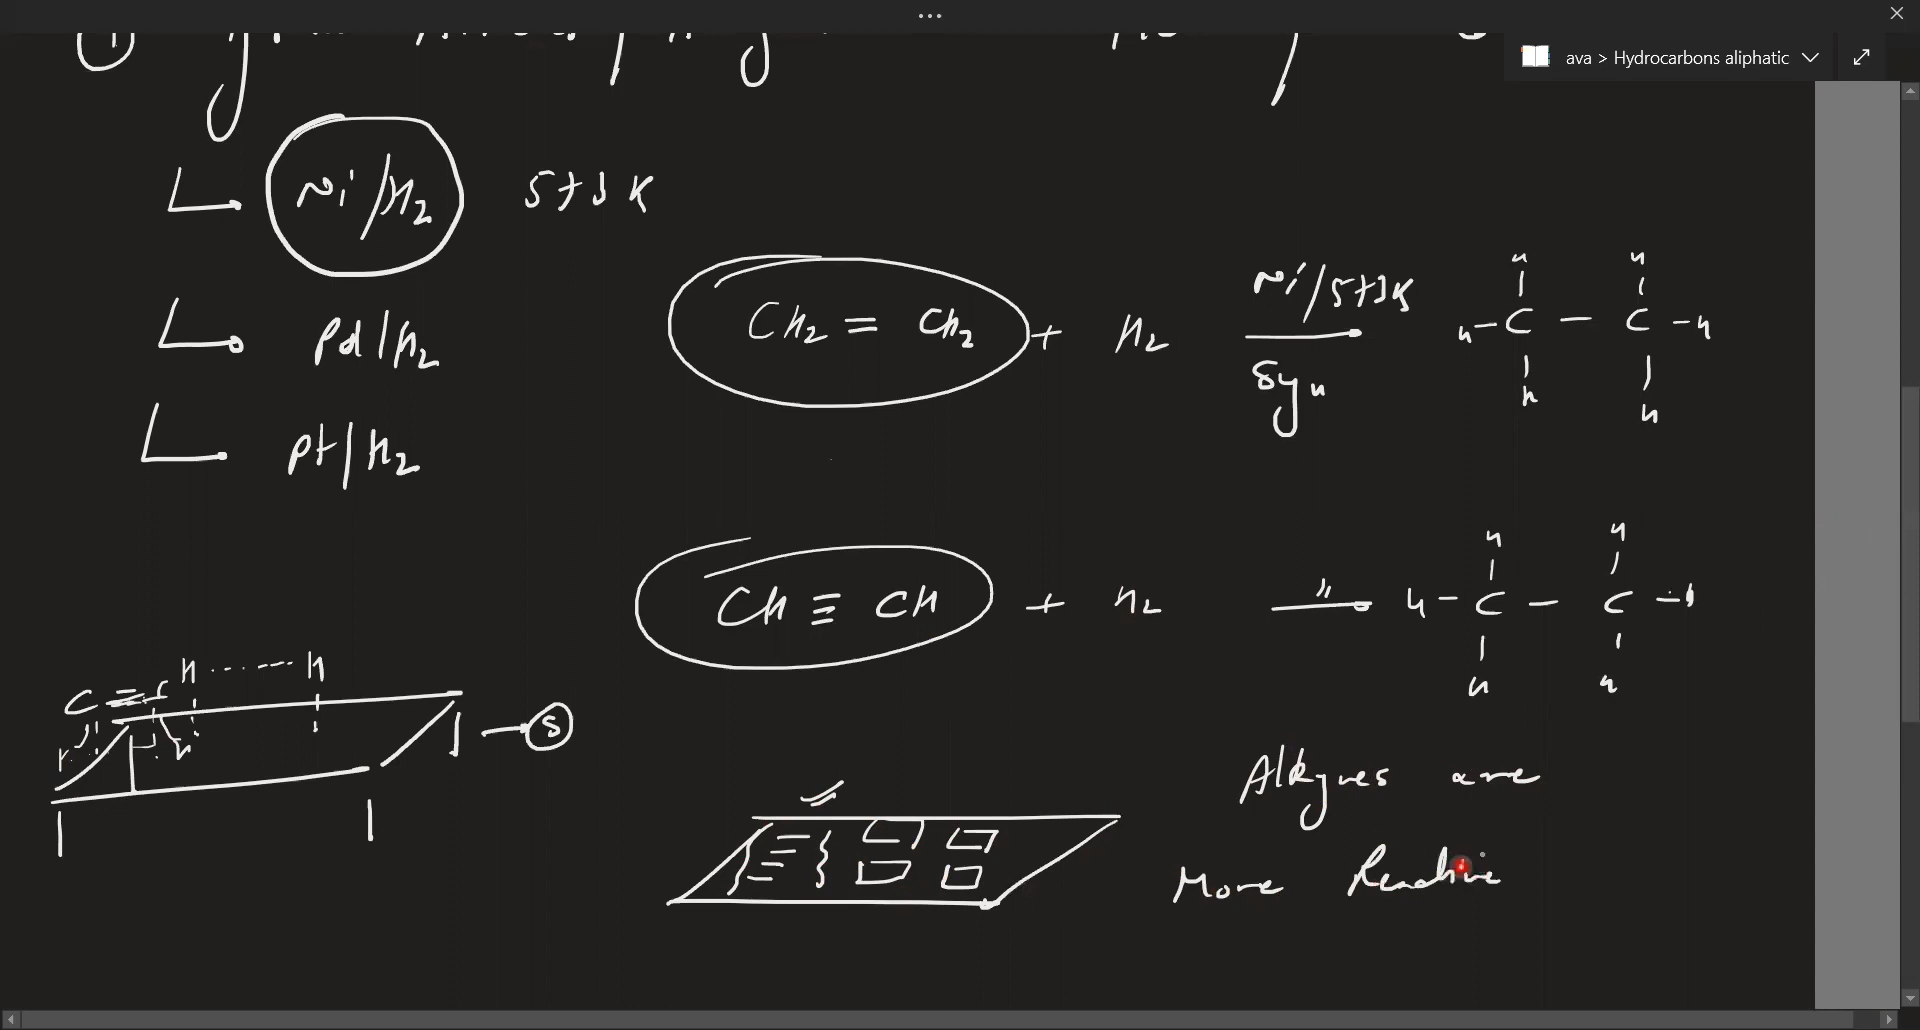 ava > Hydrocarbons aliphatic
Ni/H2 573K
CH2 = CH2 + H2 Ni/573K Syn H H
H-C - C-H
H H
Pd/H2
Pt/H2
CH ≡ CH + H2 " H H
H-C - C-H
H H
C≡C H ------ H
S
Alkynes are
More Reactive